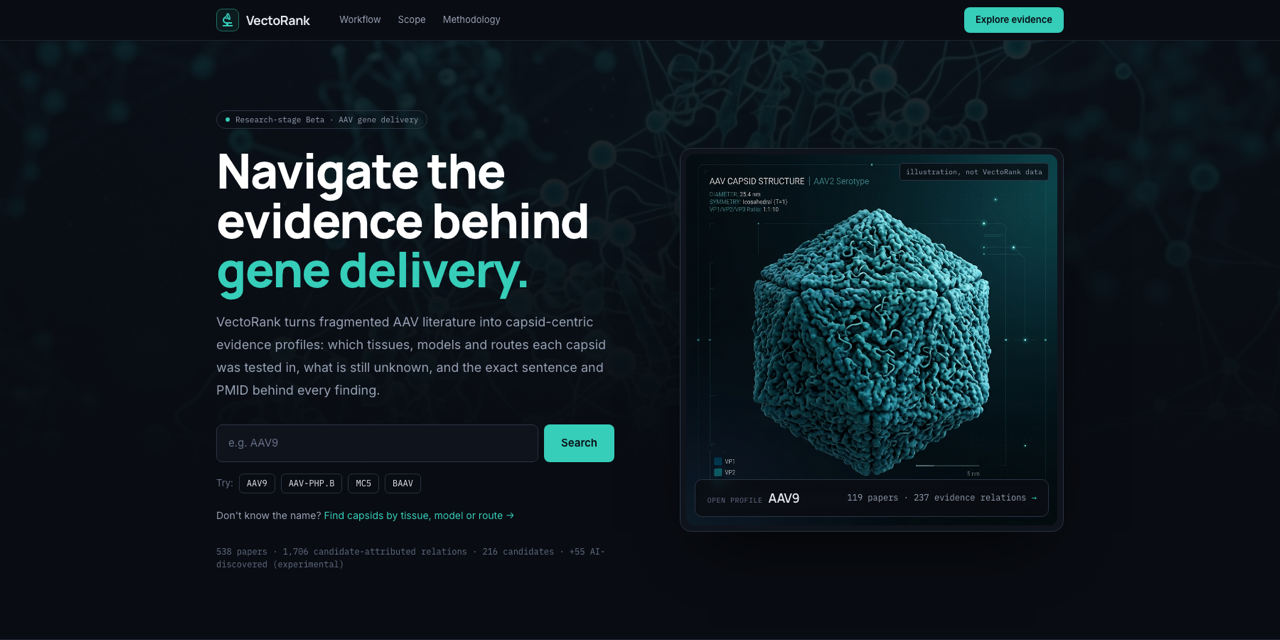 VectoRank
Workflow
Scope
Methodology
Explore evidence
Research-stage Beta · AAV gene delivery
Navigate the
evidence behind
gene delivery.
VectoRank turns fragmented AAV literature into capsid-centric
evidence profiles: which tissues, models and routes each capsid
was tested in, what is still unknown, and the exact sentence and
PMID behind every finding.
e.g. AAV9
Search
Try: AAV9 AAV-PHP.B MC5 BAAV
Don't know the name? Find capsids by tissue, model or route →
538 papers · 1,706 candidate-attributed relations · 216 candidates · +55 AI-
discovered (experimental)
illustration, not VectoRank data
AAV CAPSID STRUCTURE | AAV2 Serotype
DIAMETER: 25.4 nm
SYMMETRY: Icosahedral (T=1)
VP1/VP2/VP3 Ratio: 1:1:10
VP1
VP2
5 nm
OPEN PROFILE AAV9 119 papers · 237 evidence relations →